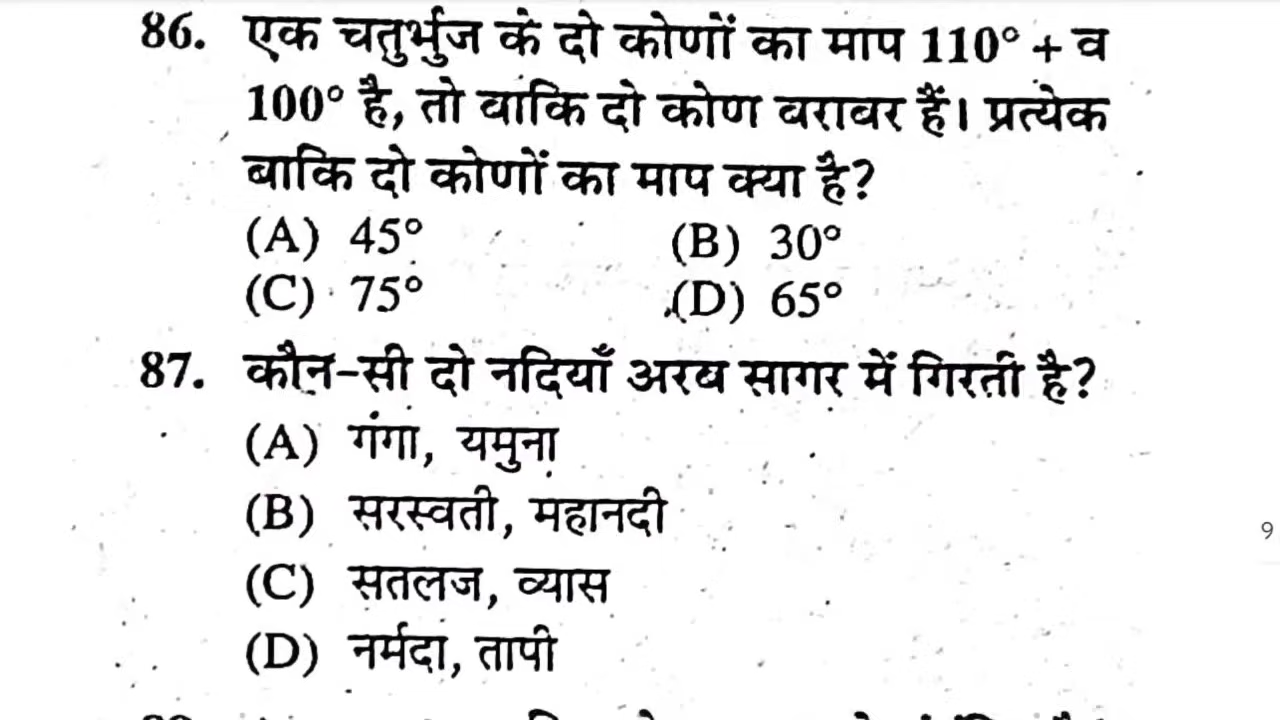 86. एक चतुर्भुज के दो कोणों का माप 110° + व
100° है, तो बाकि दो कोण बराबर हैं। प्रत्येक
बाकि दो कोणों का माप क्या है?
(A) 45° (B) 30°
(C) 75° (D) 65°
87. कौन-सी दो नदियाँ अरब सागर में गिरती है?
(A) गंगा, यमुना
(B) सरस्वती, महानदी
(C) सतलज, व्यास
(D) नर्मदा, तापी
9